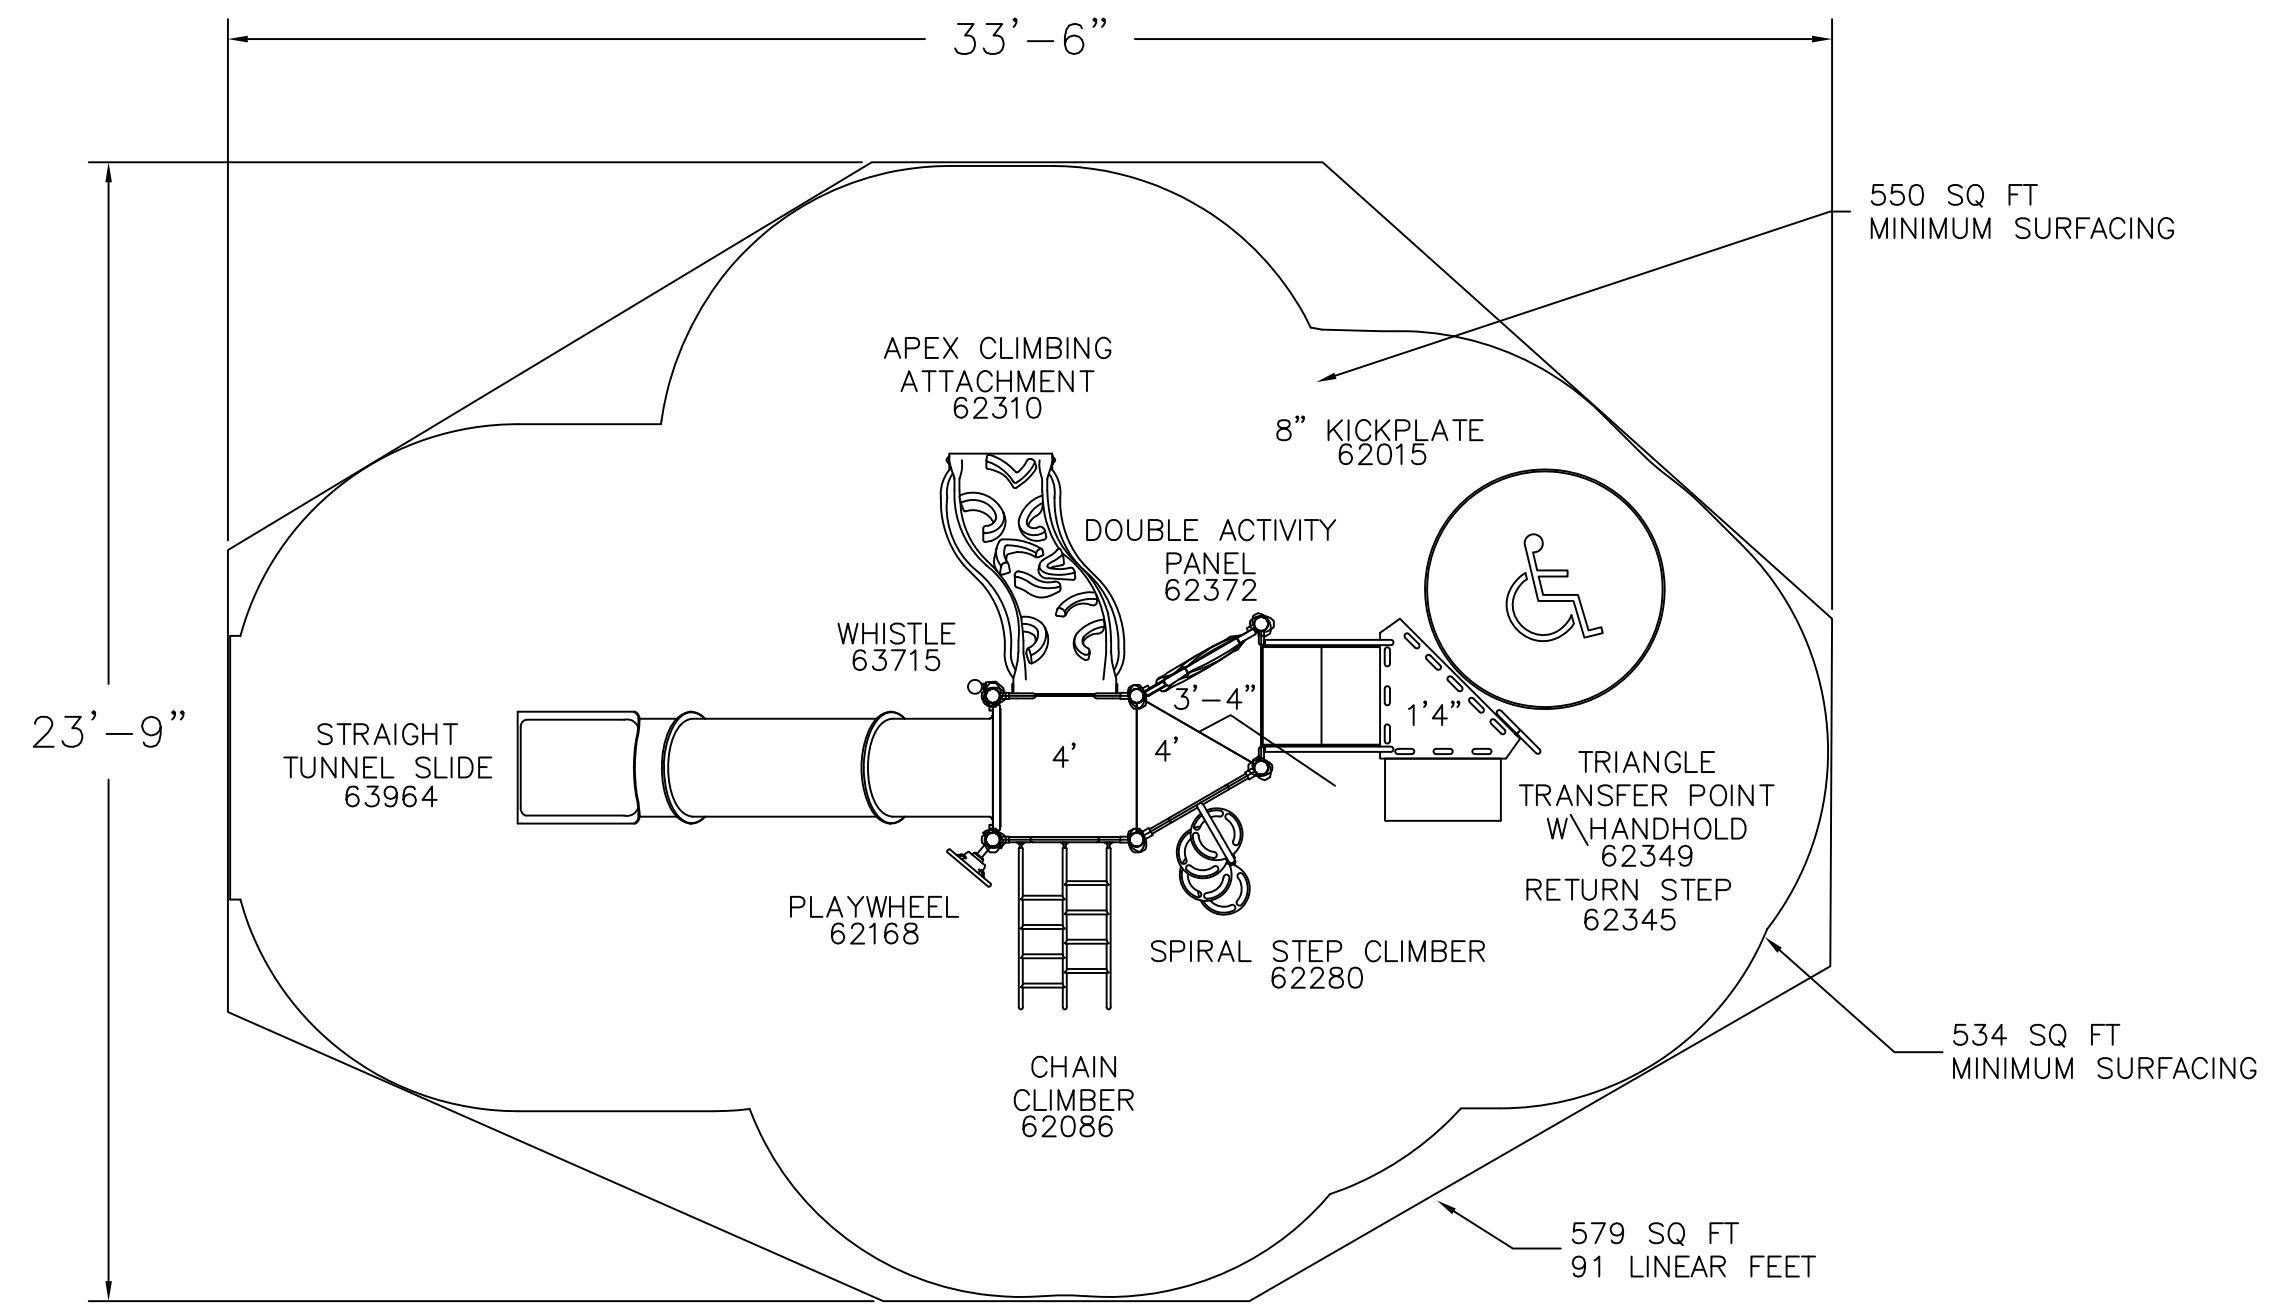 33'-6"
550 SQ FT
MINIMUM SURFACING
APEX CLIMBING
ATTACHMENT
62310
8" KICKPLATE
62015
DOUBLE ACTIVITY
PANEL
62372
WHISTLE
63715
3'-4"
1'4"
4'
4'
23'-9"
STRAIGHT
TUNNEL SLIDE
63964
TRIANGLE
TRANSFER POINT
W\HANDHOLD
62349
RETURN STEP
62345
PLAYWHEEL
62168
SPIRAL STEP CLIMBER
62280
CHAIN
CLIMBER
62086
534 SQ FT
MINIMUM SURFACING
579 SQ FT
91 LINEAR FEET